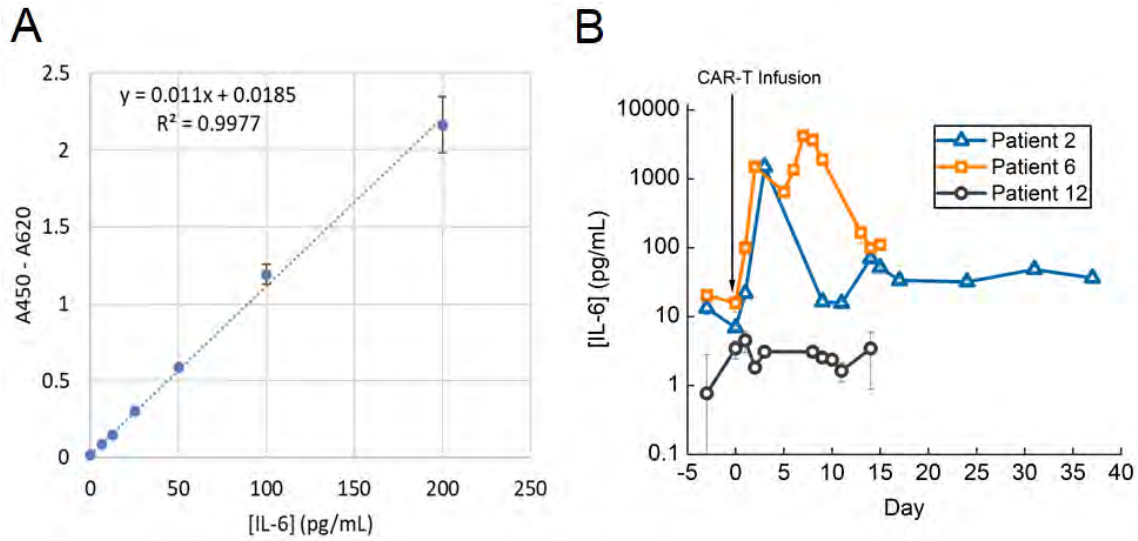 A
y = 0.011x + 0.0185
R² = 0.9977
2.5
2
1.5
1
0.5
0
A450 - A620
0 50 100 150 200 250
[IL-6] (pg/mL)
B
CAR-T Infusion
10000
1000
100
10
1
0.1
[IL-6] (pg/mL)
Patient 2
Patient 6
Patient 12
-5 0 5 10 15 20 25 30 35 40
Day